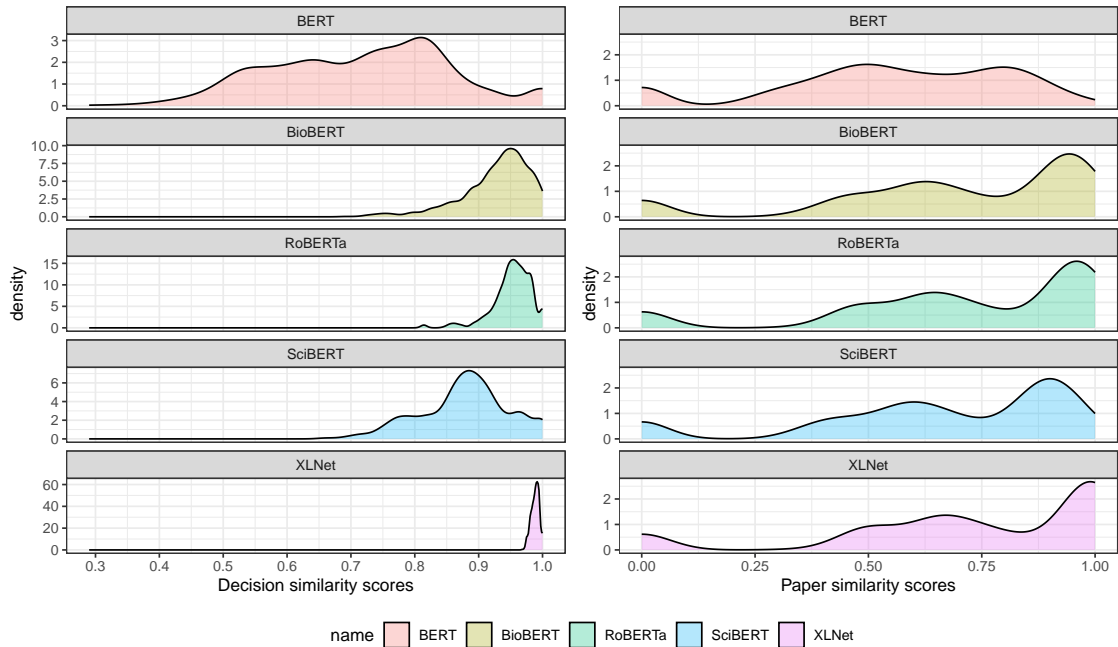 BERT
3
2
1
0
BioBERT
10.0
7.5
5.0
2.5
0.0
RoBERTa
15
10
5
0
SciBERT
6
4
2
0
XLNet
60
40
20
0
0.3 0.4 0.5 0.6 0.7 0.8 0.9 1.0
Decision similarity scores
density
BERT
2
1
0
BioBERT
2
1
0
RoBERTa
2
1
0
SciBERT
2
1
0
XLNet
2
1
0
0.00 0.25 0.50 0.75 1.00
Paper similarity scores
density
name BERT BioBERT RoBERTa SciBERT XLNet